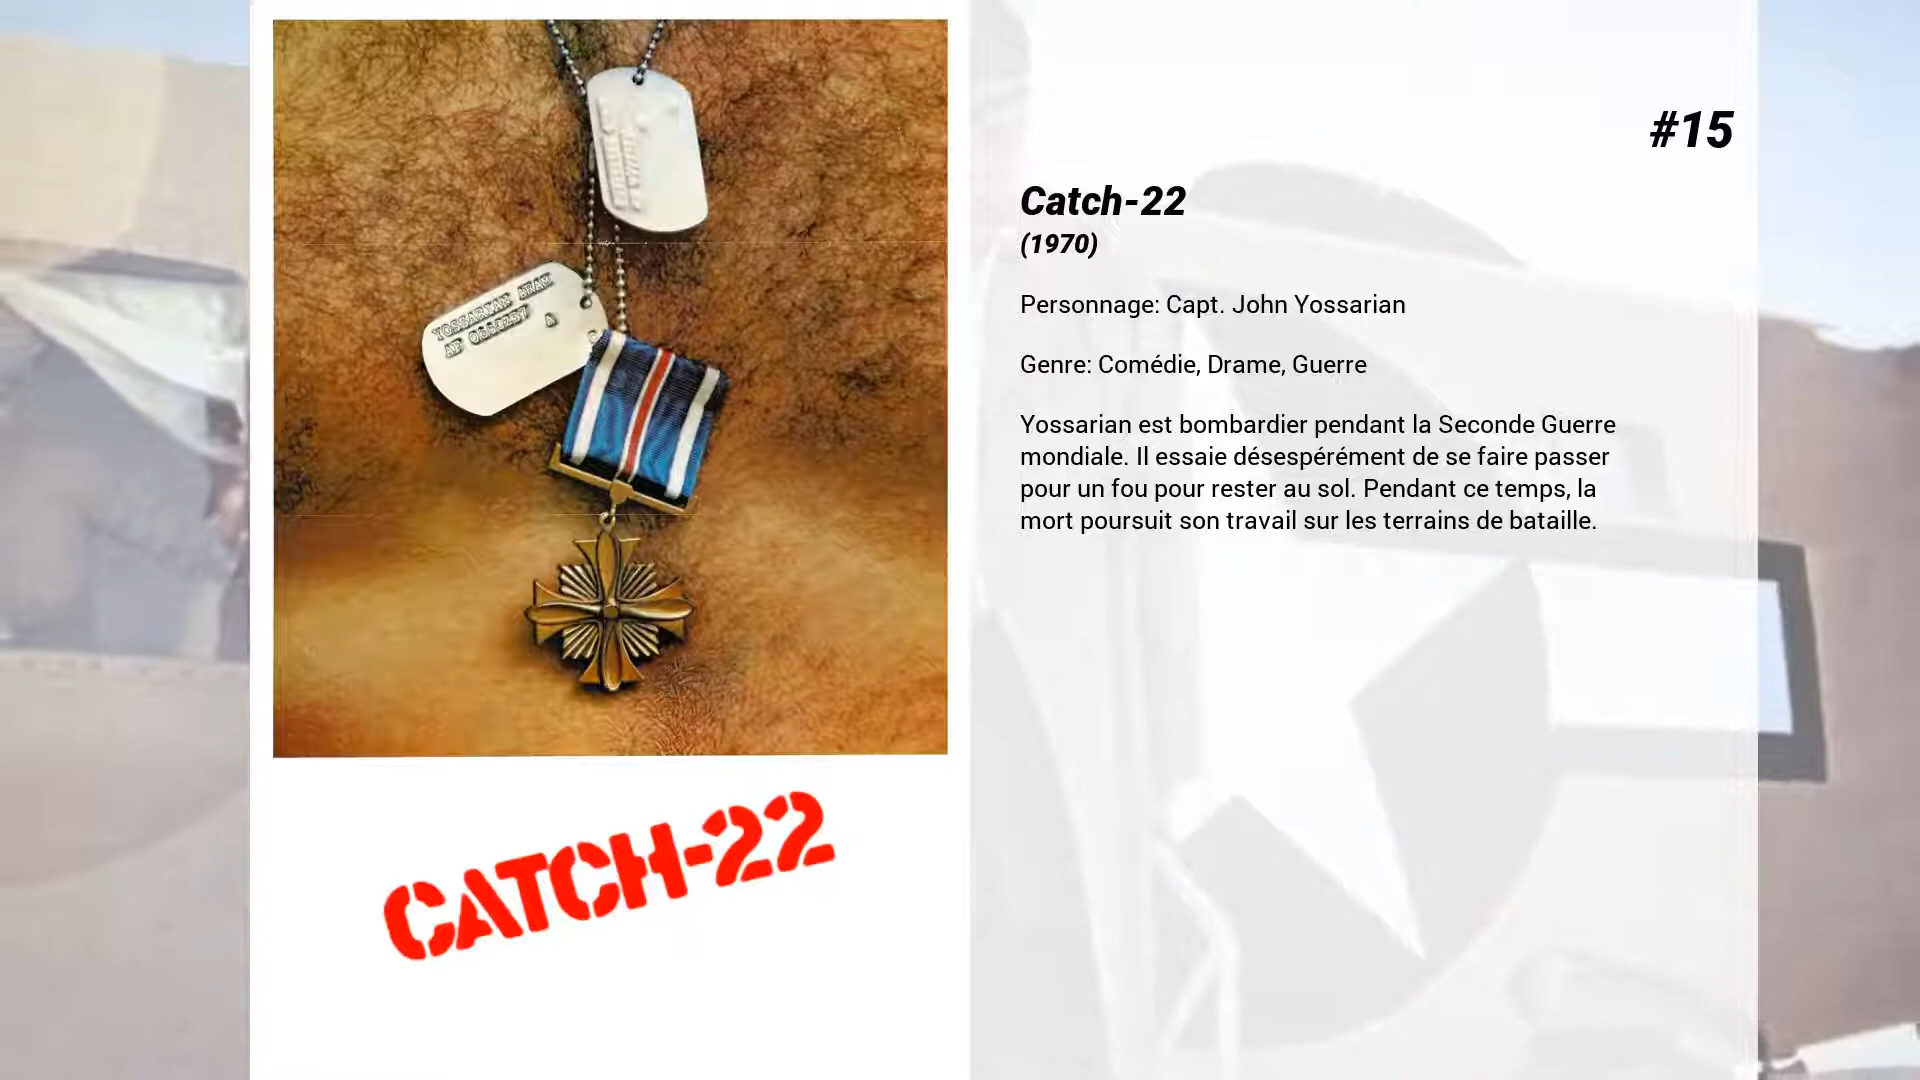 #15
Catch-22
(1970)
Personnage: Capt. John Yossarian
Genre: Comédie, Drame, Guerre
Yossarian est bombardier pendant la Seconde Guerre
mondiale. Il essaie désespérément de se faire passer
pour un fou pour rester au sol. Pendant ce temps, la
mort poursuit son travail sur les terrains de bataille.
YOSSARIAN
CATCH-22